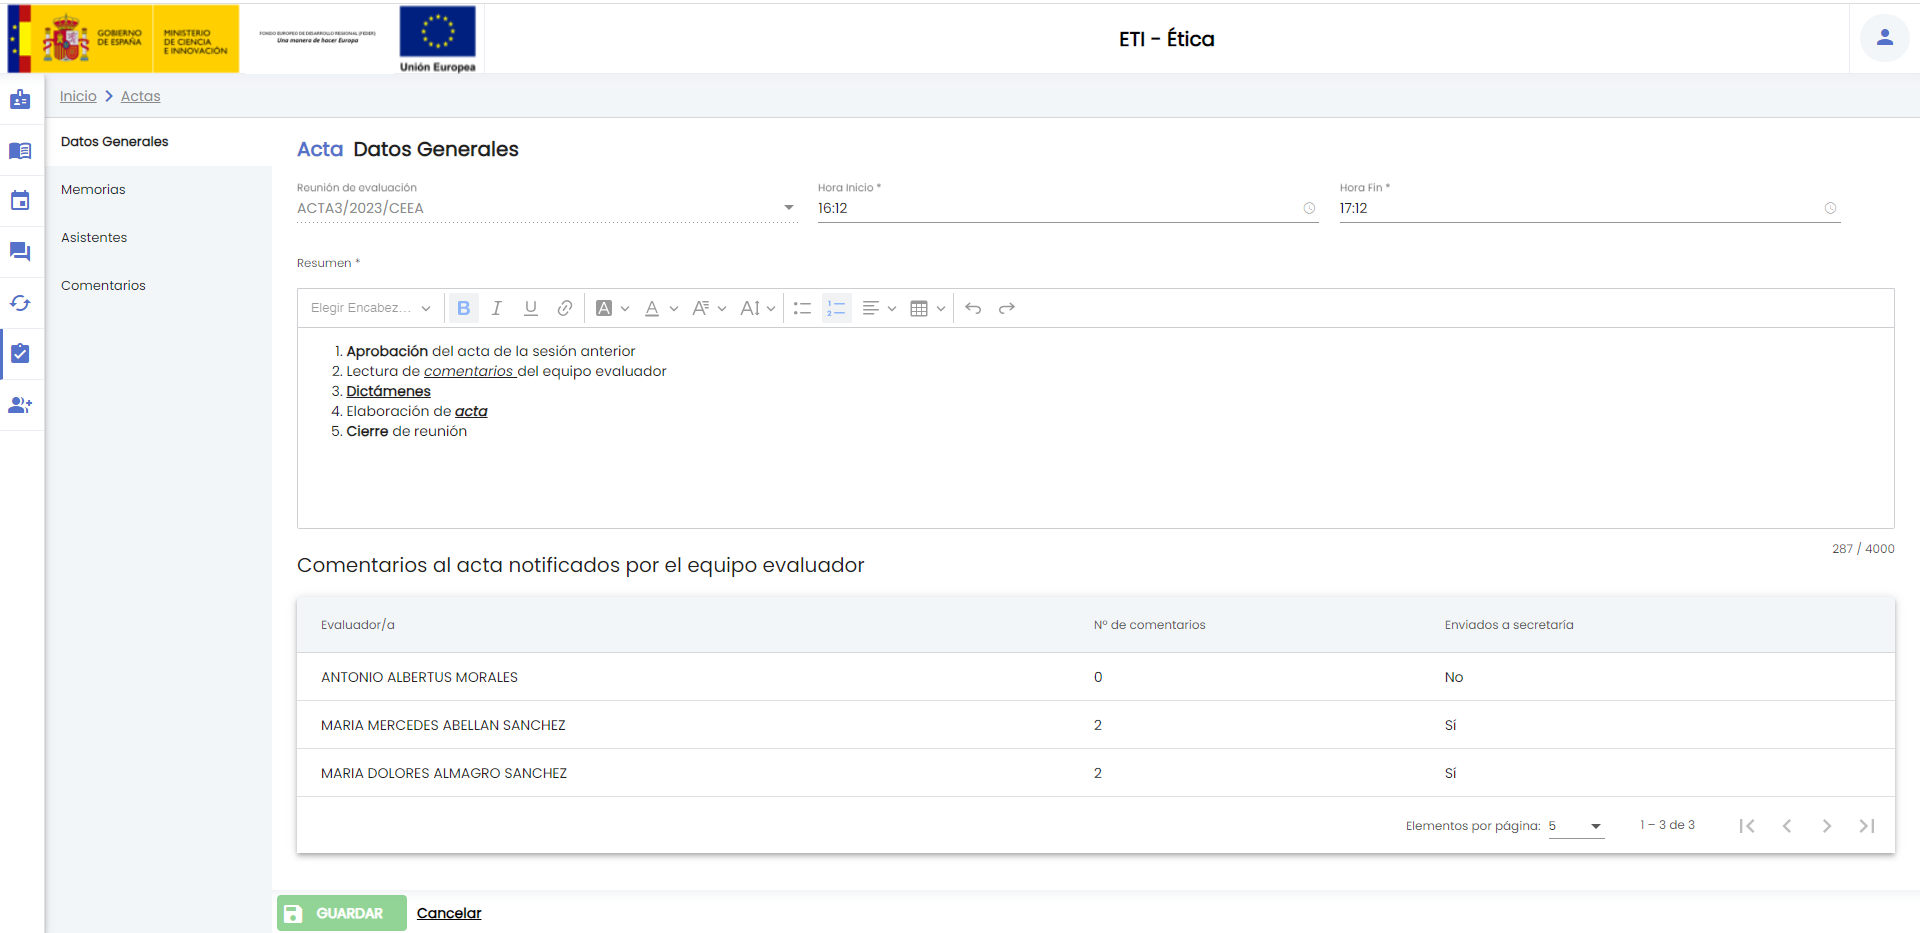 GOBIERNO
DE ESPAÑA
MINISTERIO
DE CIENCIA
E INNOVACIÓN
FONDO EUROPEO DE DESARROLLO REGIONAL (FEDER)
Una manera de hacer Europa
Unión Europea
ETI - Ética
Inicio
Actas
Datos Generales
Memorias
Asistentes
Comentarios
Acta Datos Generales
Reunión de evaluación
ACTA3/2023/CEEA
Hora Inicio *
16:12
Hora Fin *
17:12
Resumen *
Elegir Encabez...
1. Aprobación del acta de la sesión anterior
2. Lectura de comentarios del equipo evaluador
3. Dictámenes
4. Elaboración de acta
5. Cierre de reunión
287 / 4000
Comentarios al acta notificados por el equipo evaluador
Evaluador/a Nº de comentarios Enviados a secretaría
ANTONIO ALBERTUS MORALES 0 No
MARIA MERCEDES ABELLAN SANCHEZ 2 Sí
MARIA DOLORES ALMAGRO SANCHEZ 2 Sí
Elementos por página: 5 1 – 3 de 3
GUARDAR Cancelar